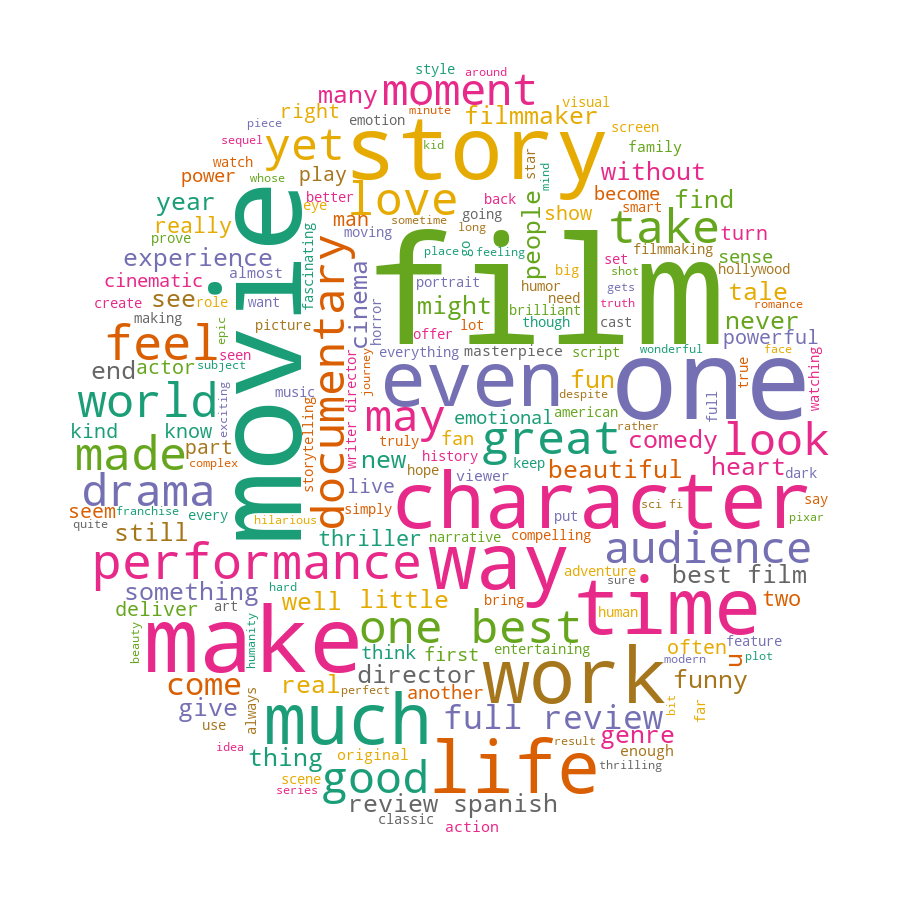 style
around
many
moment
right
filmmaker
visual
piece
minute
emotion
screen
sequel
yet
story
kid
family
watch
whose
power
play
love
star
mind
people
without
become
find
year
better
eye
back
smart
really
man
sometime
going
show
take
turn
prove
movie
moving
long
film
filmmaking
experience
fascinating
documentary
cinema
place
go
feeling
set
sense
cinematic
almost
portrait
humor
big
shot
hollywood
create
see
role
want
horror
might
brilliant
need
gets
tale
truth
romance
making
epic
picture
offer
lot
though
cast
never
feel
seen
everything
masterpiece
script
wonderful
powerful
face
end
actor
subject
writer director
journey
even
fun
one
true
watching
world
exciting
music
storytelling
may
emotional
despite
american
full
kind
know
truly
fan
great
rather
comedy
look
made
part
complex
new
history
hope
viewer
keep
beautiful
heart
dark
drama
live
character
sci fi
say
seem
franchise
every
simply
put
pixar
quite
still
hilarious
thriller
narrative
compelling
audience
performance
way
adventure
sure
best film
something
hard
well
little
bring
time
two
deliver
art
make
one best
human
beauty
humanity
think
first
entertaining
often
u
feature
modern
plot
come
real
perfect
director
another
work
funny
give
always
much
full review
bit
far
use
genre
idea
thing
original
life
result
enough
thrilling
scene
series
good
review spanish
classic
action